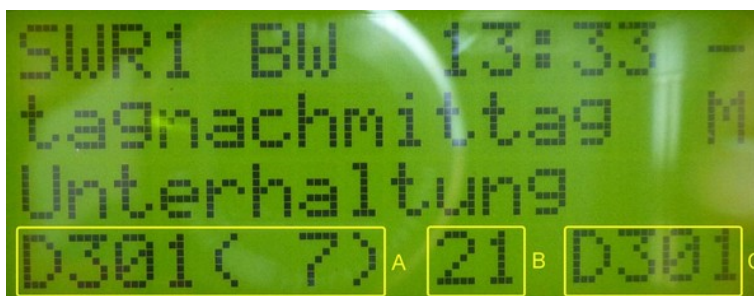 SWR1 BW 13:33 -
tagnachmittag M
Unterhaltung
D301( 7) A 21 B D301 C